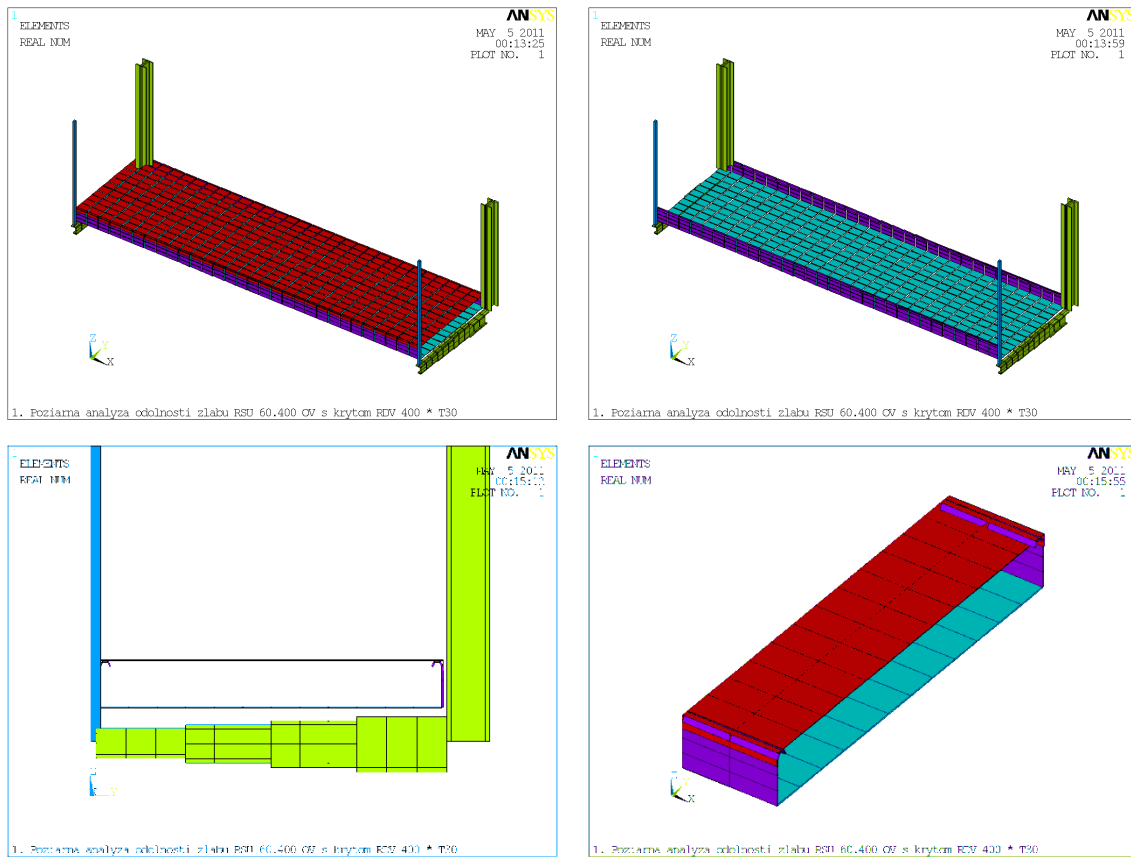 1
ELEMENTS
REAL NUM
ANSYS
MAY 5 2011
00:13:25
PLOT NO. 1
Z
Y
X
1. Poziarna analyza odolnosti zlabu RSU 60.400 OV s krytom RDV 400 * T30
1
ELEMENTS
REAL NUM
ANSYS
MAY 5 2011
00:13:59
PLOT NO. 1
Z
Y
X
1. Poziarna analyza odolnosti zlabu RSU 60.400 OV s krytom RDV 400 * T30
ELEMENTS
REAL NUM
ANSYS
MAY 5 2011
PLOT NO. 1
Z
Y
1. Poziarna analyza odolnosti zlabu RSU 60.400 OV s krytom RDV 400 * T30
ELEMENTS
REAL NUM
ANSYS
MAY 5 2011
00:15:55
PLOT NO. 1
Z
Y
X
1. Poziarna analyza odolnosti zlabu RSU 60.400 OV s krytom RDV 400 * T30